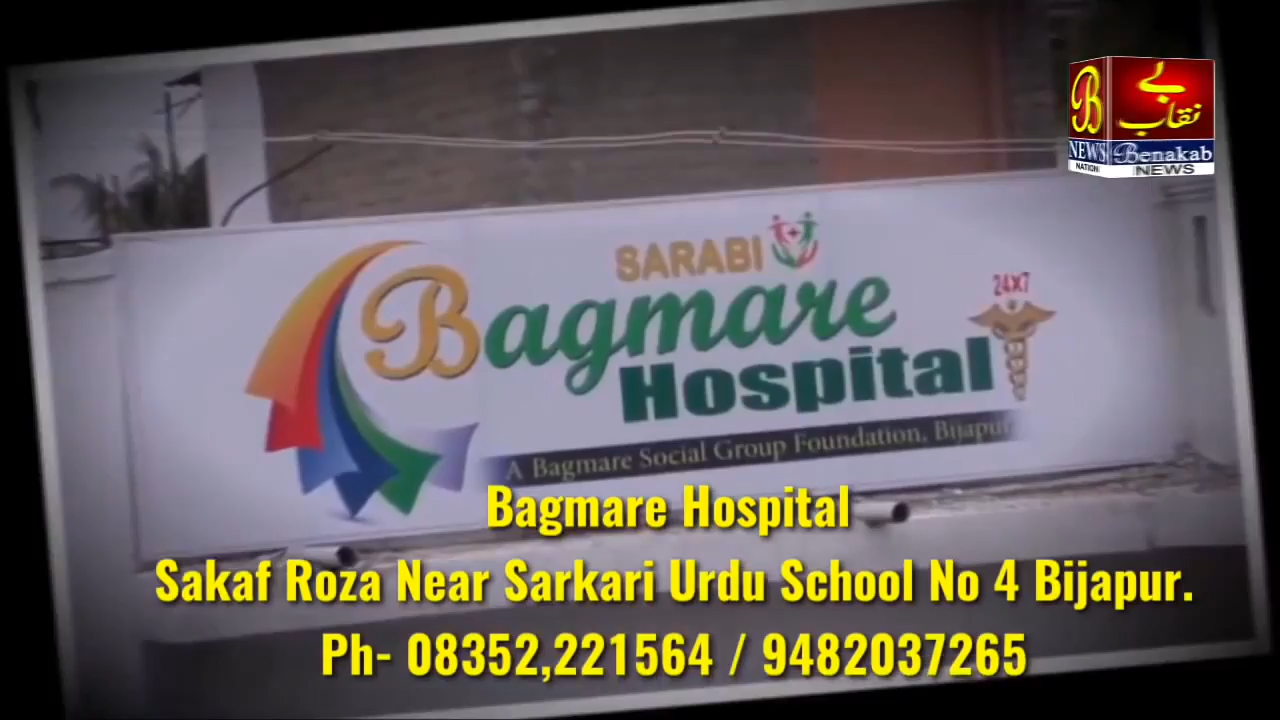 B
NEWS
NATION
بے
نقاب
Benakab
NEWS
SARABI
Bagmare
24X7
Hospital
A Bagmare Social Group Foundation, Bijapur
Bagmare Hospital
Sakaf Roza Near Sarkari Urdu School No 4 Bijapur.
Ph- 08352,221564 / 9482037265